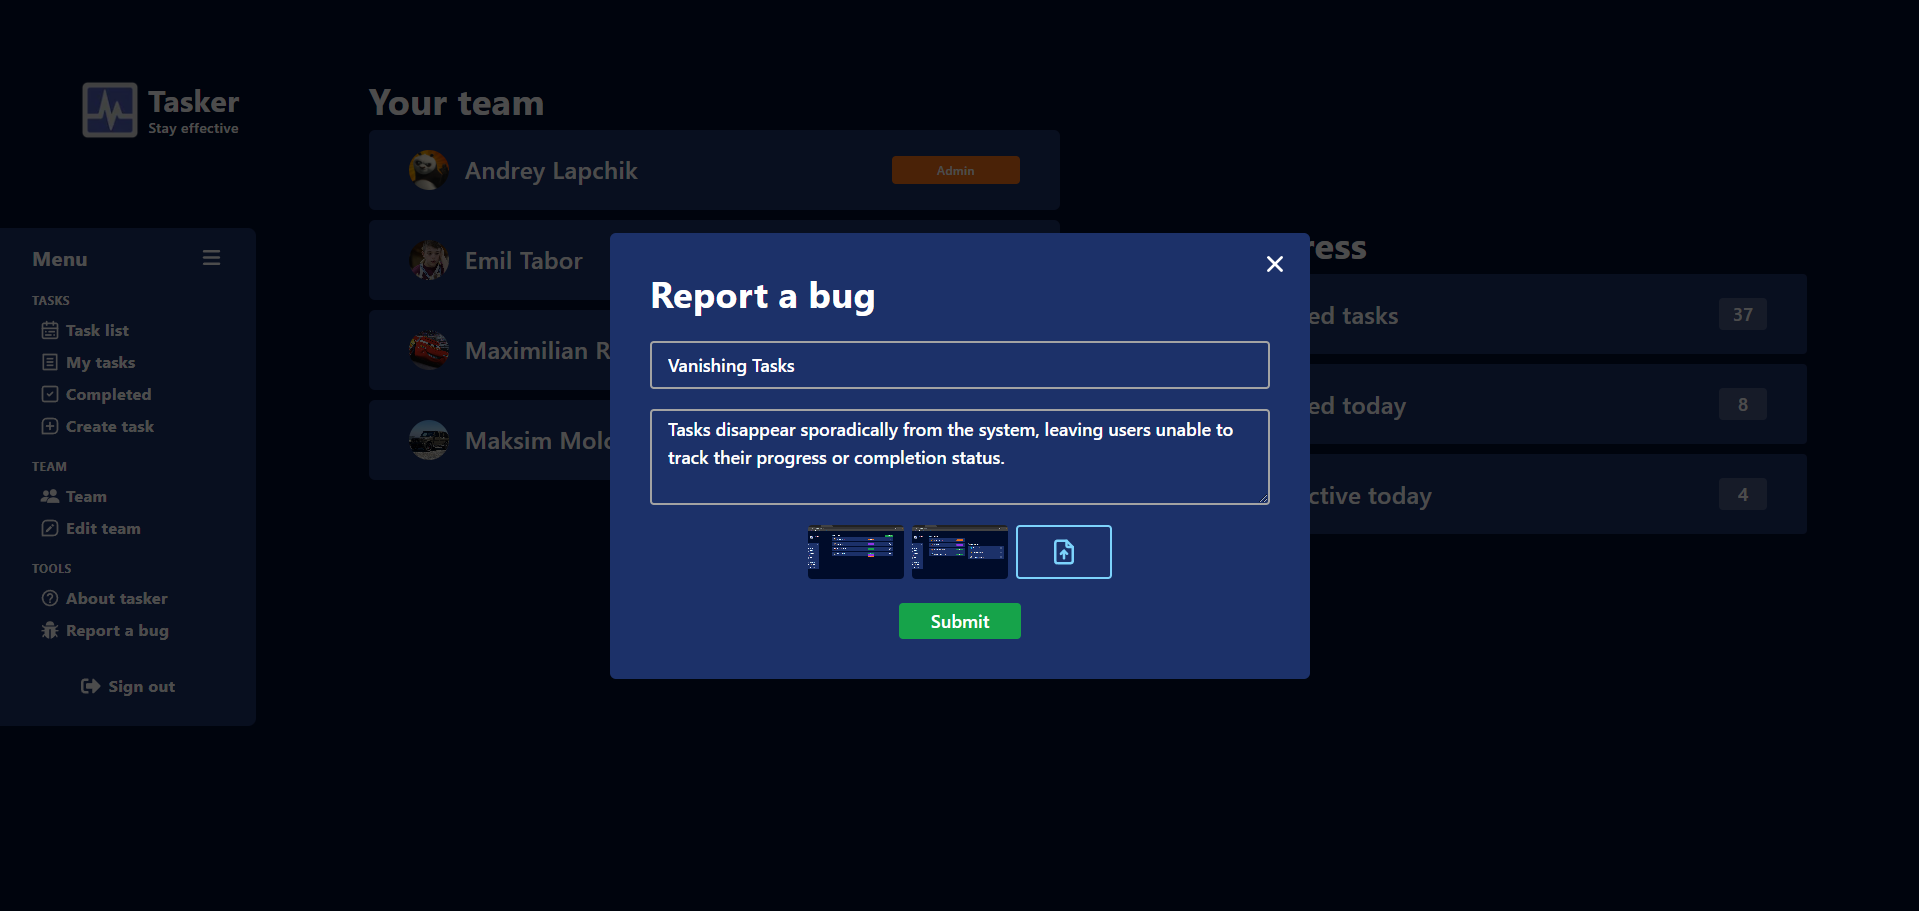 Tasker
Stay effective
Menu
TASKS
Task list
My tasks
Completed
Create task
TEAM
Team
Edit team
TOOLS
About tasker
Report a bug
Sign out
Your team
Andrey Lapchik
Admin
Emil Tabor
Maximilian R
Maksim Molo
Report a bug
Vanishing Tasks
Tasks disappear sporadically from the system, leaving users unable to
track their progress or completion status.
Submit
ress
ed tasks
37
ed today
8
ctive today
4